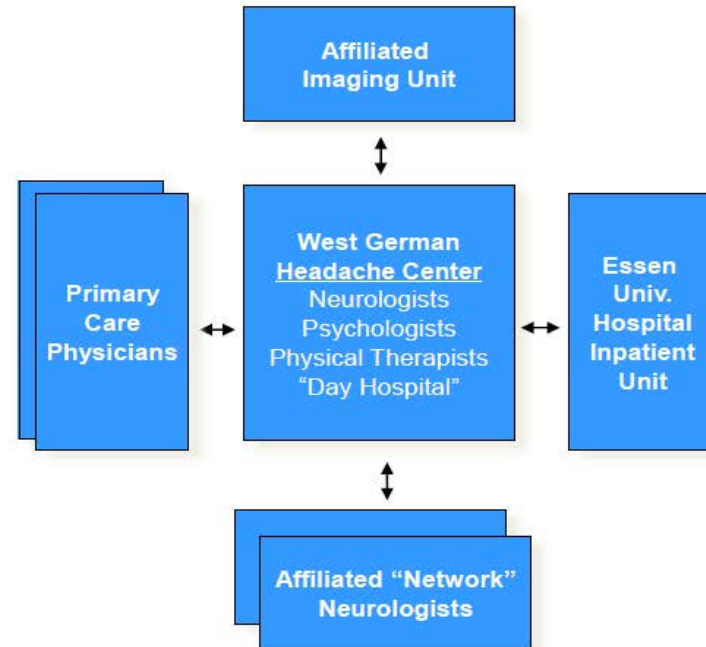 Affiliated
Imaging Unit
Primary
Care
Physicians
West German
Headache Center
Neurologists
Psychologists
Physical Therapists
“Day Hospital”
Essen
Univ.
Hospital
Inpatient
Unit
Affiliated “Network”
Neurologists